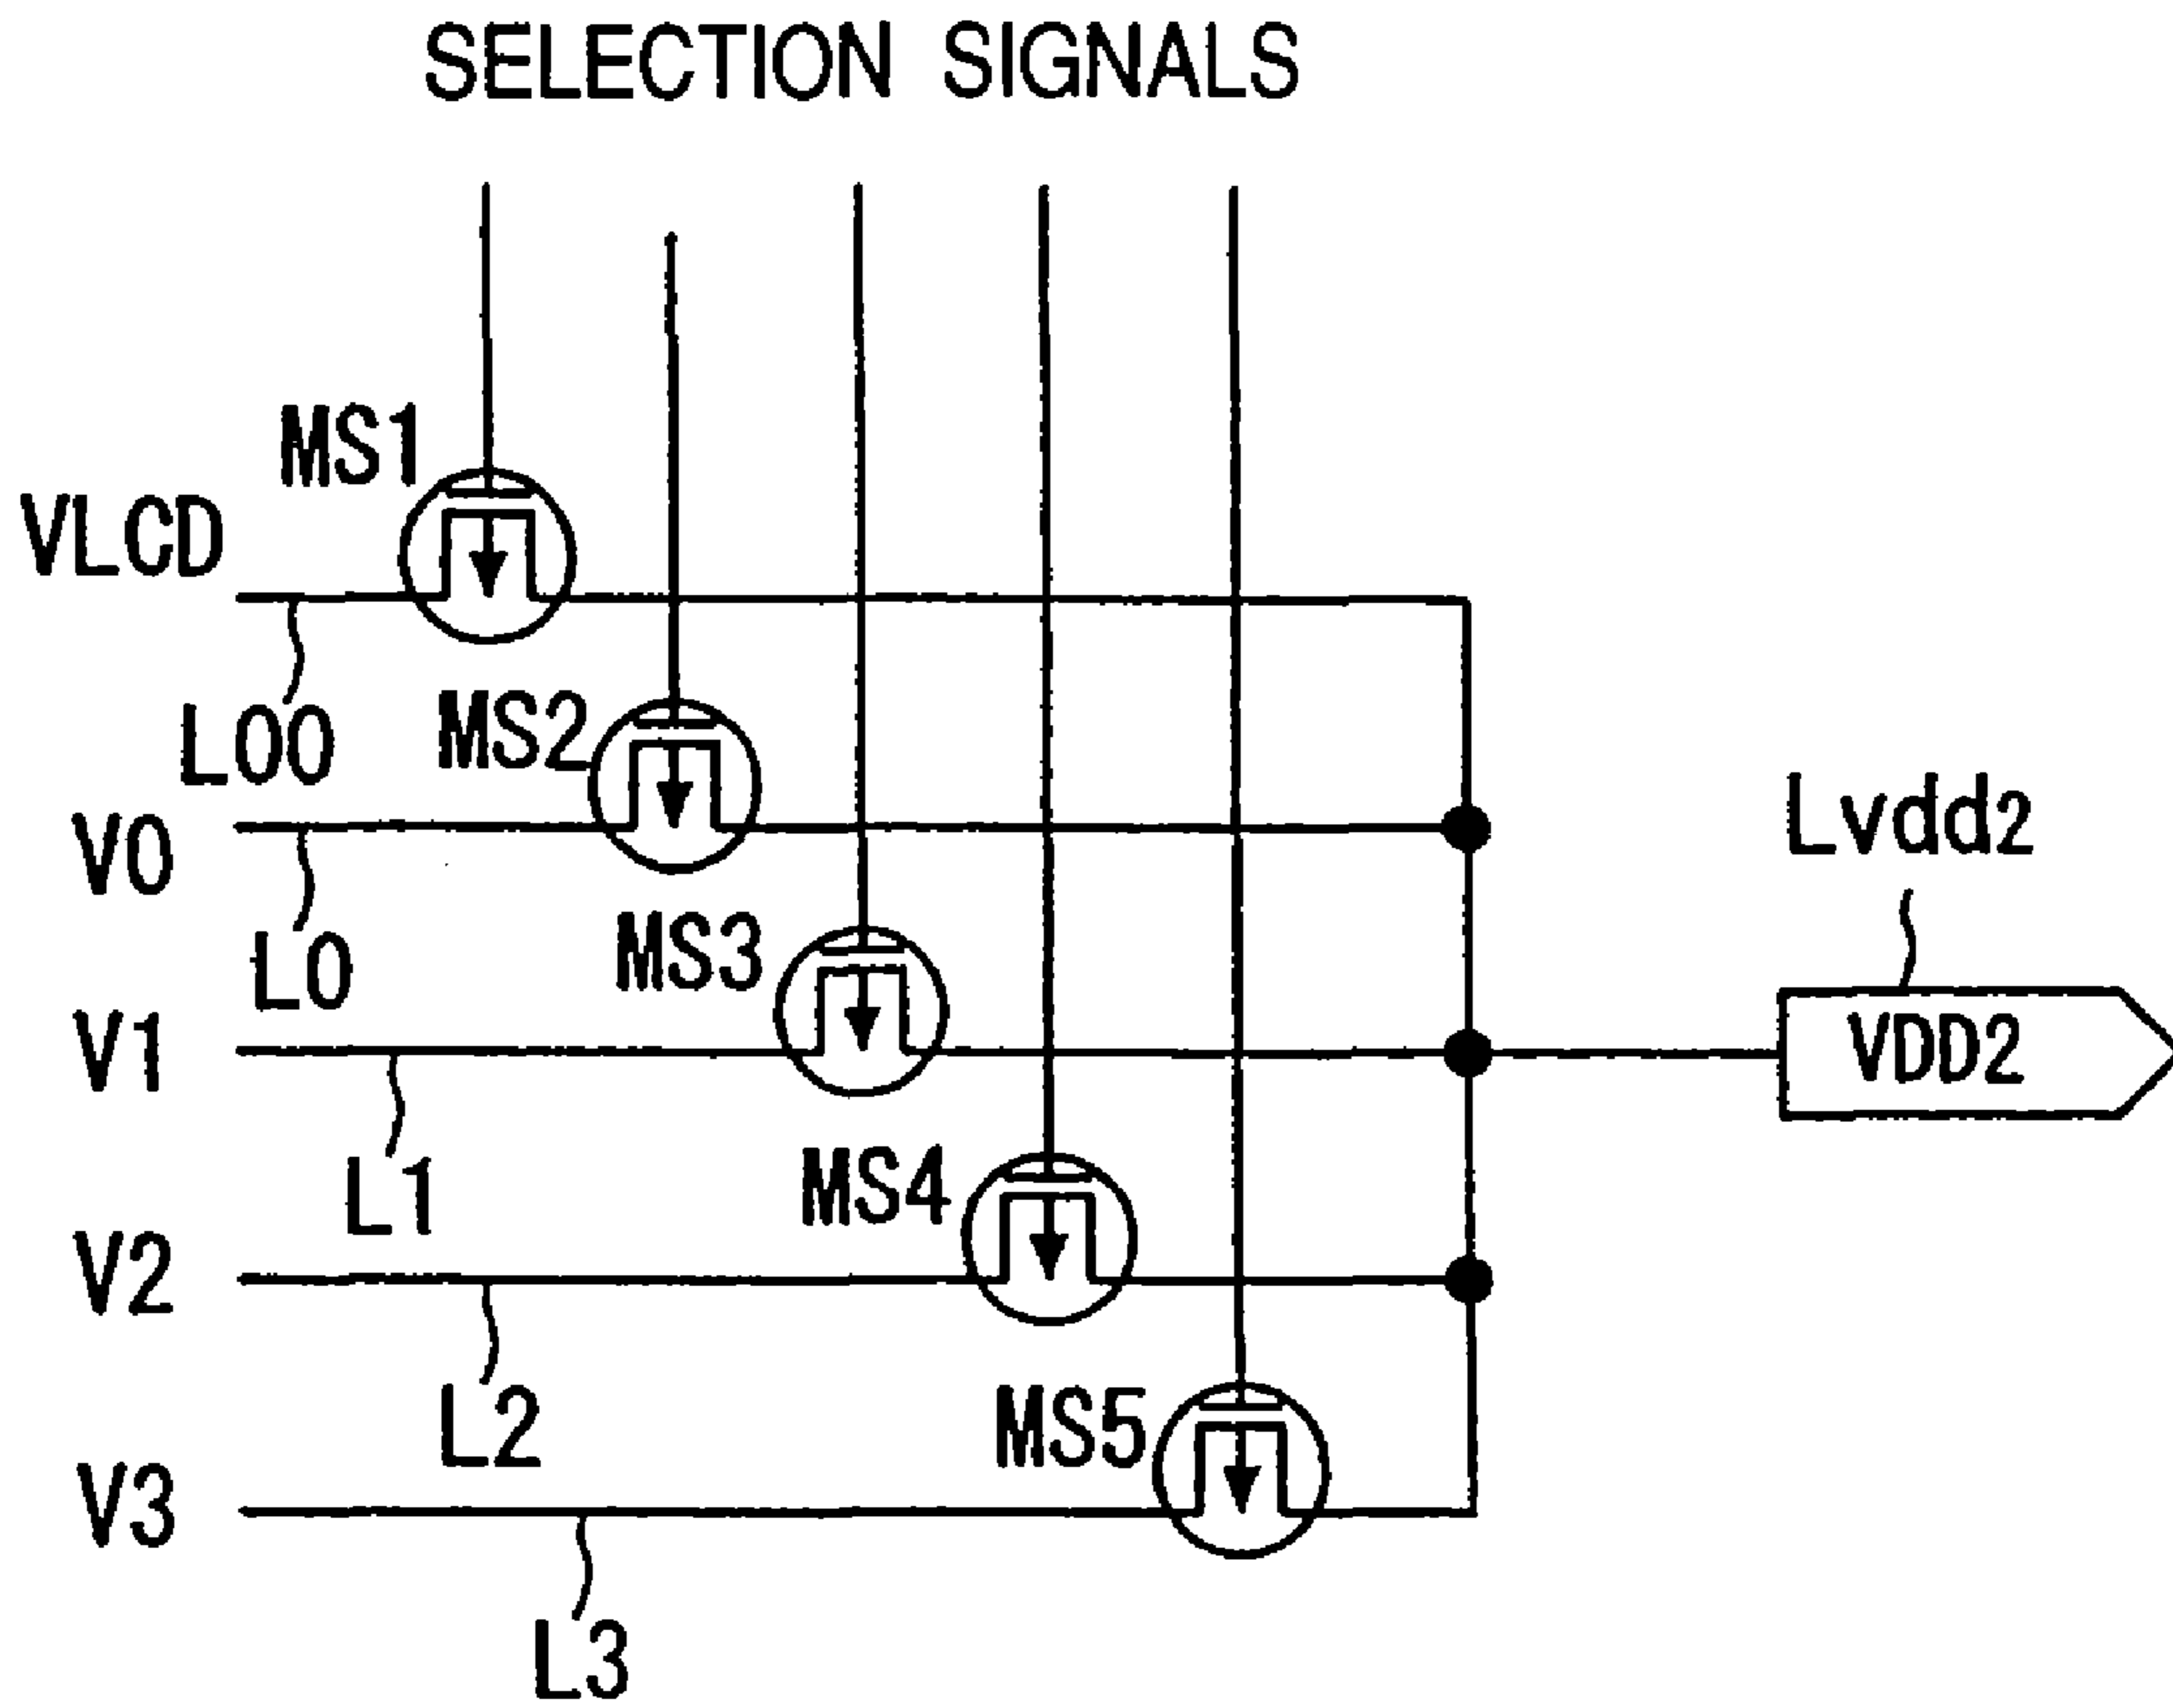 SELECTION SIGNALS
MS1
VLCD
L00
MS2
V0
L0
MS3
V1
L1
MS4
V2
L2
MS5
V3
L3
Lvdd2
VDD2